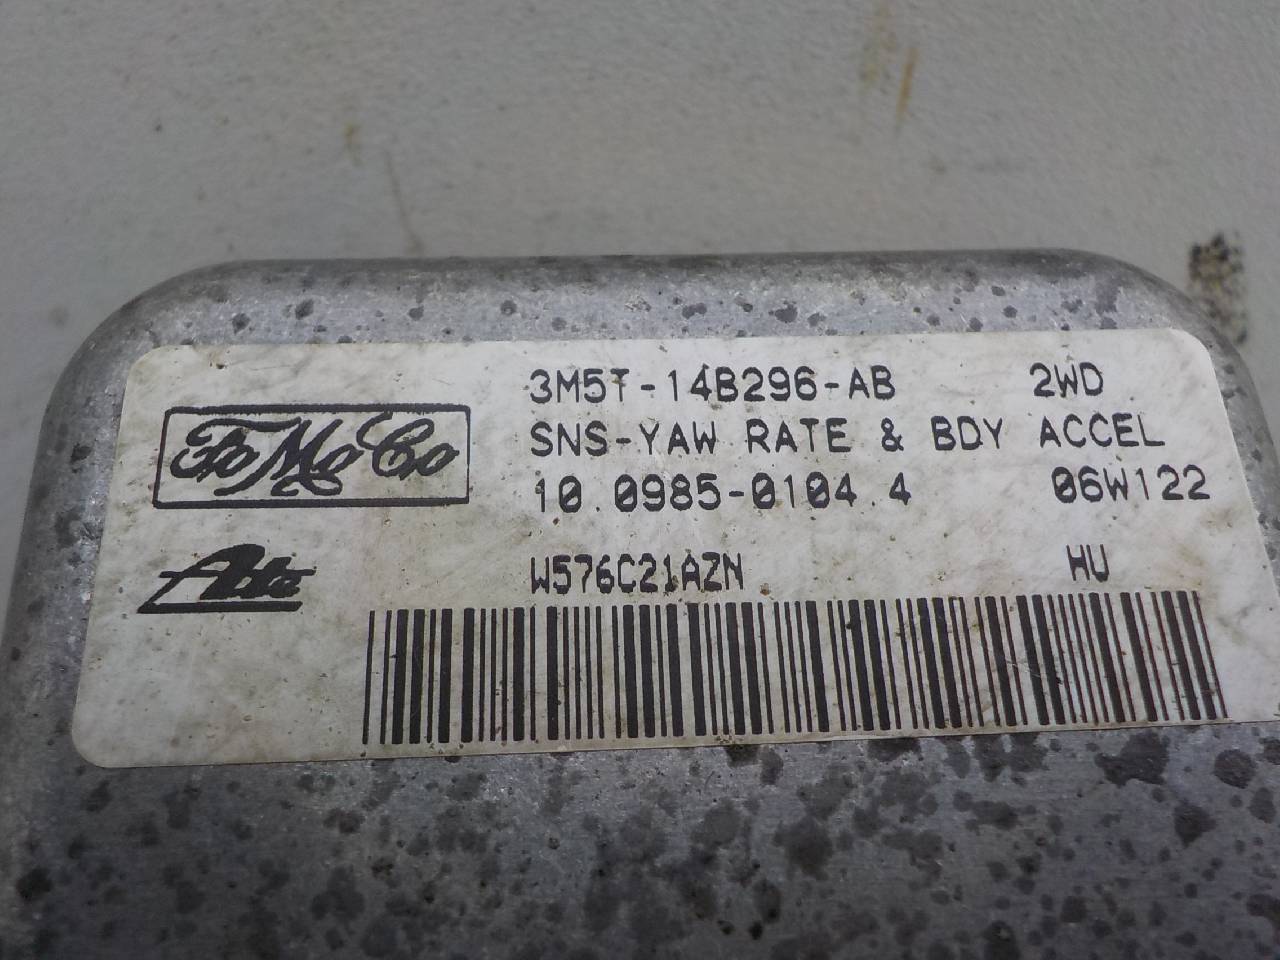 3M5T-14B296-AB 2WD
FoMoCo
SNS-YAW RATE & BDY ACCEL
10.0985-0104.4 06W122
Ate
W576C21AZN HU